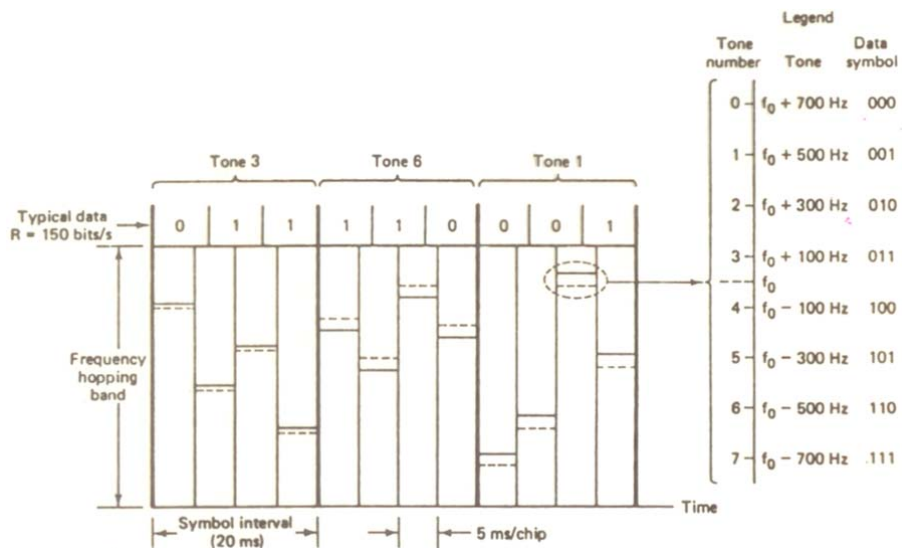 Legend
Tone number Tone Data symbol
0 f₀ + 700 Hz 000
1 f₀ + 500 Hz 001
2 f₀ + 300 Hz 010
3 f₀ + 100 Hz 011
f₀
4 f₀ − 100 Hz 100
5 f₀ − 300 Hz 101
6 f₀ − 500 Hz 110
7 f₀ − 700 Hz 111
Tone 3 Tone 6 Tone 1
Typical data
R = 150 bits/s
0 1 1 1 1 0 0 0 1
Frequency
hopping
band
Time
Symbol interval
(20 ms)
5 ms/chip